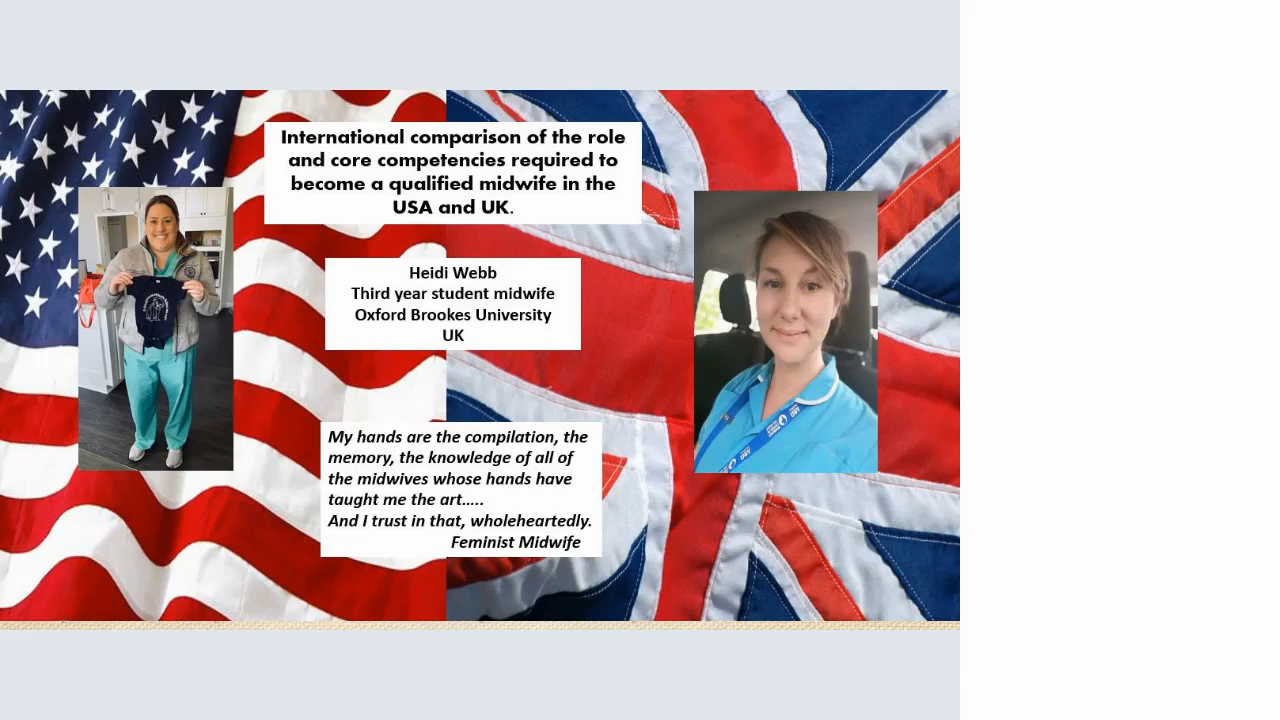 International comparison of the role
and core competencies required to
become a qualified midwife in the
USA and UK.
Heidi Webb
Third year student midwife
Oxford Brookes University
UK
My hands are the compilation, the
memory, the knowledge of all of
the midwives whose hands have
taught me the art.....
And I trust in that, wholeheartedly.
Feminist Midwife